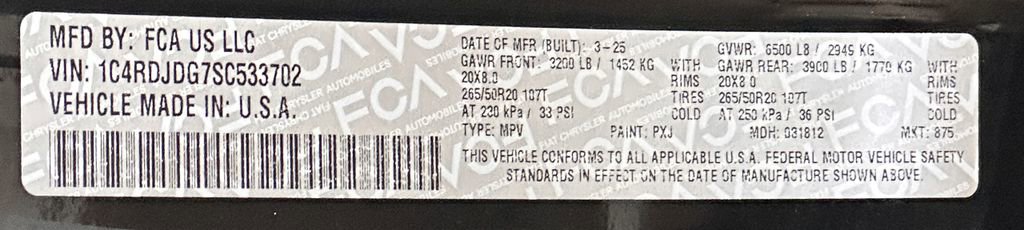 MFD BY: FCA US LLC
VIN: 1C4RDJDG7SC533702
VEHICLE MADE IN: U.S.A.
DATE OF MFR (BUILT): 3-25
GVWR: 6500 LB / 2949 KG
GAWR FRONT: 3200 LB / 1452 KG WITH
20X8.0 RIMS
265/50R20 107T TIRES
AT 230 kPa / 33 PSI COLD
GAWR REAR: 3900 LB / 1770 KG WITH
20X8.0 RIMS
265/50R20 107T TIRES
AT 250 kPa / 36 PSI COLD
TYPE: MPV PAINT: PXJ MDH: 031812 MKT: 875
THIS VEHICLE CONFORMS TO ALL APPLICABLE U.S.A. FEDERAL MOTOR VEHICLE SAFETY
STANDARDS IN EFFECT ON THE DATE OF MANUFACTURE SHOWN ABOVE.